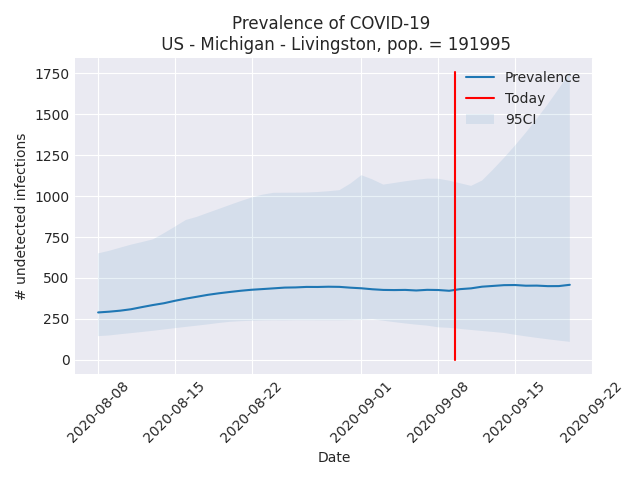 Prevalence of COVID-19
US - Michigan - Livingston, pop. = 191995
1750
1500
1250
1000
750
500
250
0
# undetected infections
Prevalence
Today
95CI
2020-08-08
2020-08-15
2020-08-22
2020-09-01
2020-09-08
2020-09-15
2020-09-22
Date